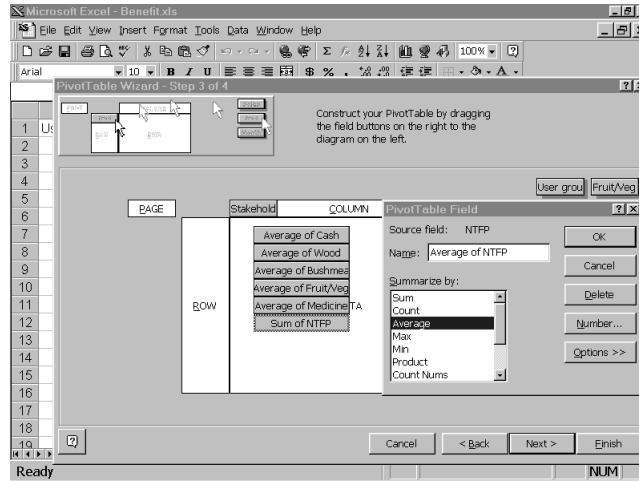 Microsoft Excel - Benefit.xls
File Edit View Insert Format Tools Data Window Help
100%
Arial 10 B I U $ % ,
PivotTable Wizard - Step 3 of 4
Construct your PivotTable by dragging
the field buttons on the right to the
diagram on the left.
User grou Fruit/Veg
PAGE Stakehold COLUMN
ROW
Average of Cash
Average of Wood
Average of Bushmea
Average of Fruit/Veg
Average of Medicine TA
Sum of NTFP
PivotTable Field
Source field: NTFP
Name: Average of NTFP
Summarize by:
Sum
Count
Average
Max
Min
Product
Count Nums
OK
Cancel
Delete
Number...
Options >>
1 Us
2
3
4
5
6
7
8
9
10
11
12
13
14
15
16
17
18
19
Cancel < Back Next > Finish
Ready NUM